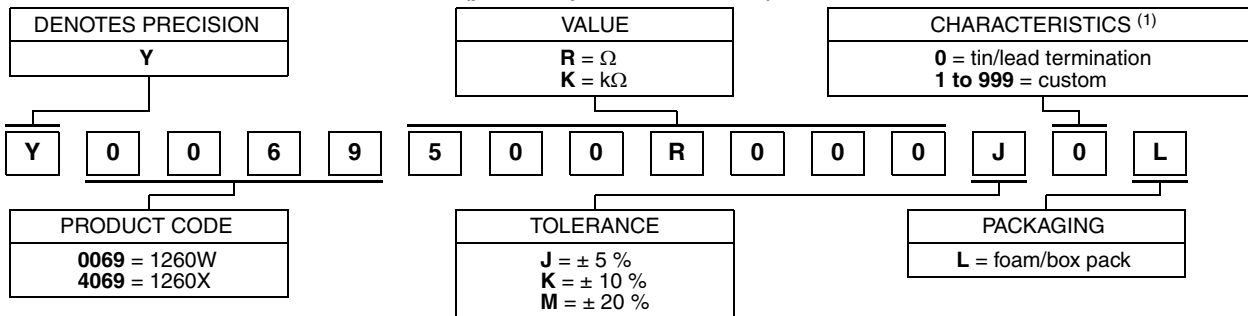 DENOTES PRECISION
Y
VALUE
R = Ω
K = kΩ
CHARACTERISTICS (1)
0 = tin/lead termination
1 to 999 = custom
Y 0 0 6 9 5 0 0 R 0 0 0 J 0 L
PRODUCT CODE
0069 = 1260W
4069 = 1260X
TOLERANCE
J = ± 5 %
K = ± 10 %
M = ± 20 %
PACKAGING
L = foam/box pack